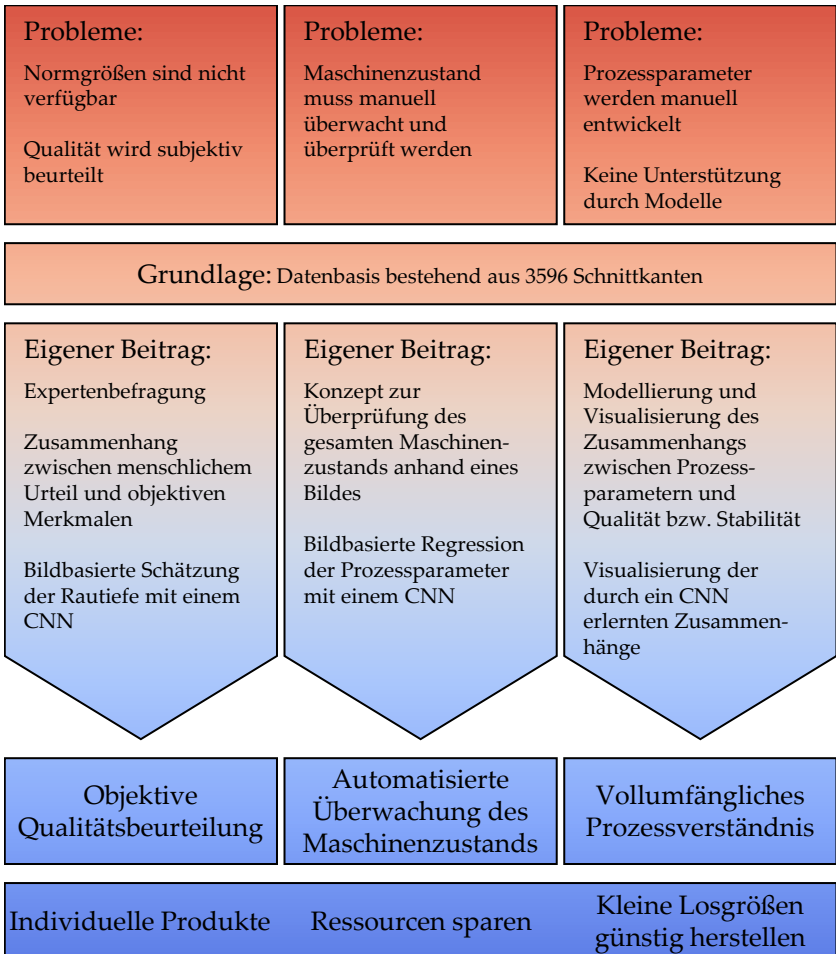 Probleme:
Normgrößen sind nicht
verfügbar
Qualität wird subjektiv
beurteilt
Probleme:
Maschinenzustand
muss manuell
überwacht und
überprüft werden
Probleme:
Prozessparameter
werden manuell
entwickelt
Keine Unterstützung
durch Modelle
Grundlage: Datenbasis bestehend aus 3596 Schnittkanten
Eigener Beitrag:
Expertenbefragung
Zusammenhang
zwischen menschlichem
Urteil und objektiven
Merkmalen
Bildbasierte Schätzung
der Rautiefe mit einem
CNN
Eigener Beitrag:
Konzept zur
Überprüfung des
gesamten Maschinen-
zustands anhand eines
Bildes
Bildbasierte Regression
der Prozessparameter
mit einem CNN
Eigener Beitrag:
Modellierung und
Visualisierung des
Zusammenhangs
zwischen Prozess-
parametern und
Qualität bzw. Stabilität
Visualisierung der
durch ein CNN
erlernten Zusammen-
hänge
Objektive
Qualitätsbeurteilung
Automatisierte
Überwachung des
Maschinenzustands
Vollumfängliches
Prozessverständnis
Individuelle Produkte
Ressourcen sparen
Kleine Losgrößen
günstig herstellen